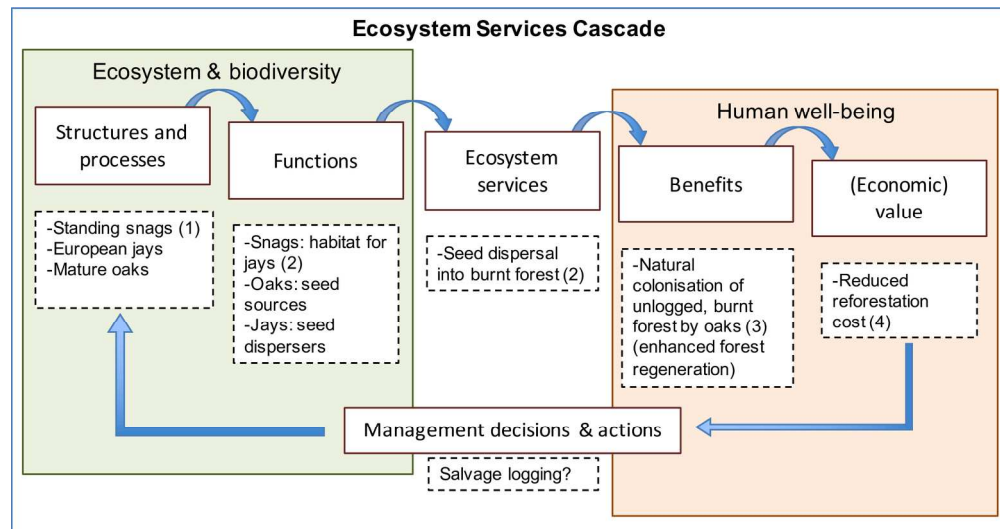 Ecosystem Services Cascade
Ecosystem & biodiversity
Human well-being
Structures and
processes
Functions
Ecosystem
services
Benefits
(Economic)
value
-Standing snags (1)
-European jays
-Mature oaks
-Snags: habitat for
jays (2)
-Oaks: seed
sources
-Jays: seed
dispersers
-Seed dispersal
into burnt forest (2)
-Natural
colonisation of
unlogged, burnt
forest by oaks (3)
(enhanced forest
regeneration)
-Reduced
reforestation
cost (4)
Management decisions & actions
Salvage logging?